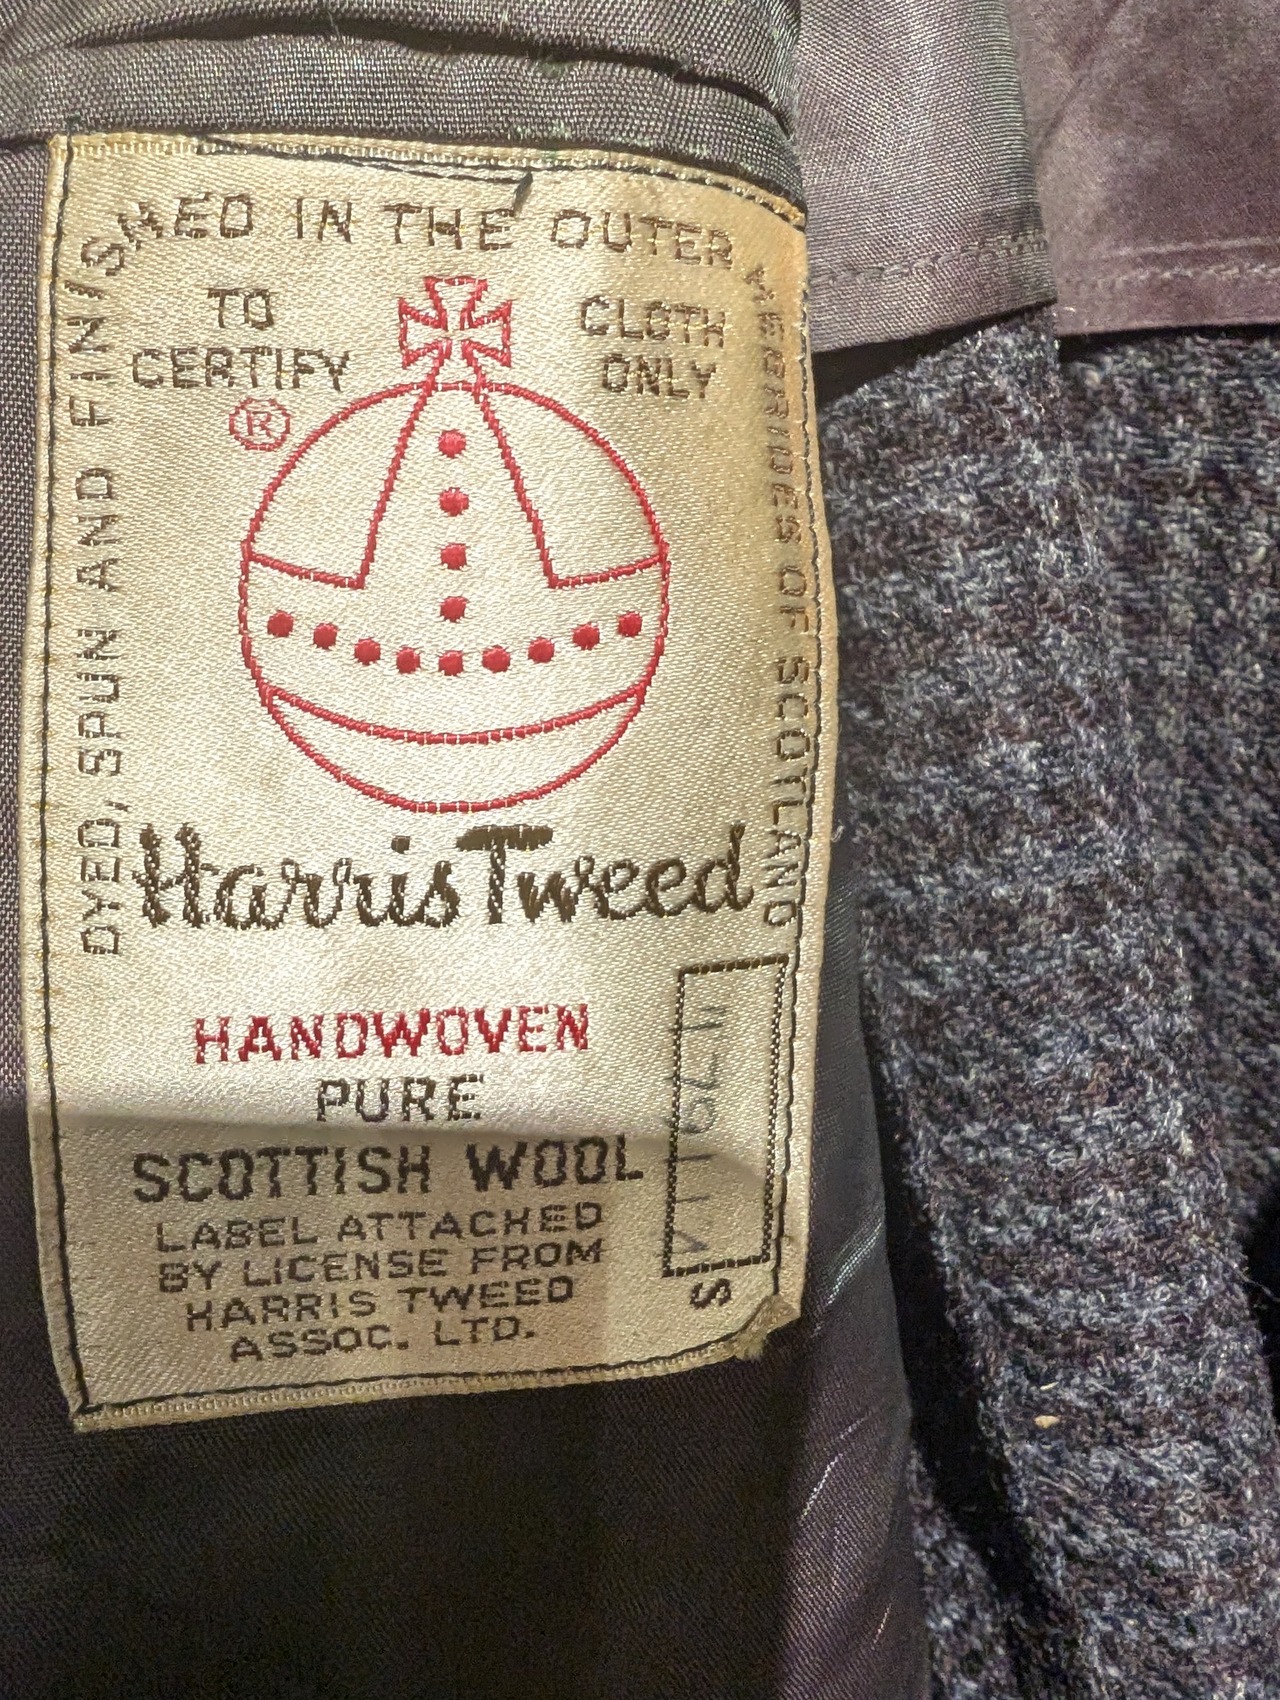 DYED, SPUN AND FINISHED IN THE OUTER HEBRIDES OF SCOTLAND
TO
CERTIFY
CLOTH
ONLY
®
Harris Tweed
HANDWOVEN
PURE
SCOTTISH WOOL
LABEL ATTACHED
BY LICENSE FROM
HARRIS TWEED
ASSOC. LTD.
S